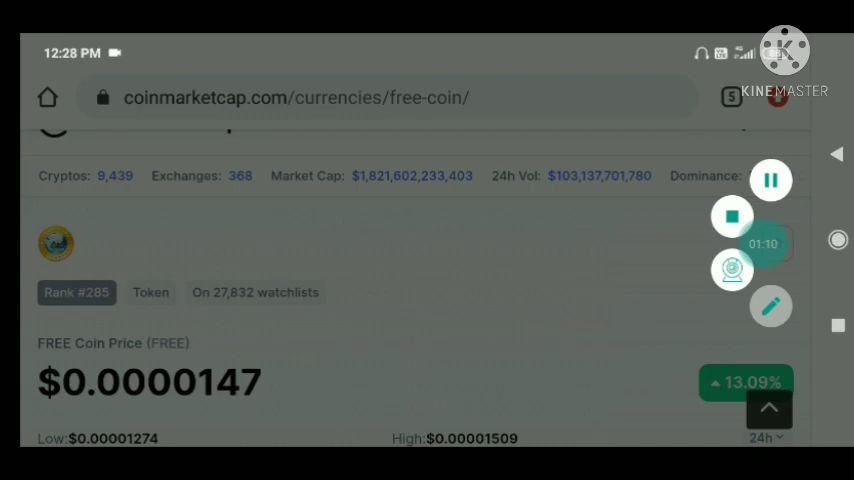 12:28 PM
KINEMASTER
coinmarketcap.com/currencies/free-coin/
5
Cryptos: 9,439 Exchanges: 368 Market Cap: $1,821,602,233,403 24h Vol: $103,137,701,780 Dominance:
01:10
Rank #285 Token On 27,832 watchlists
FREE Coin Price (FREE)
$0.0000147
13.09%
Low:$0.00001274 High:$0.00001509 24h